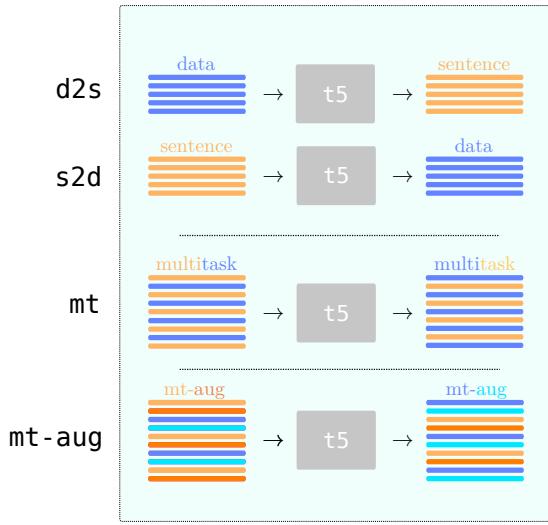 data
sentence
d2s
t5
sentence
data
s2d
t5
multitask
multitask
mt
t5
mt-aug
mt-aug
mt-aug
t5